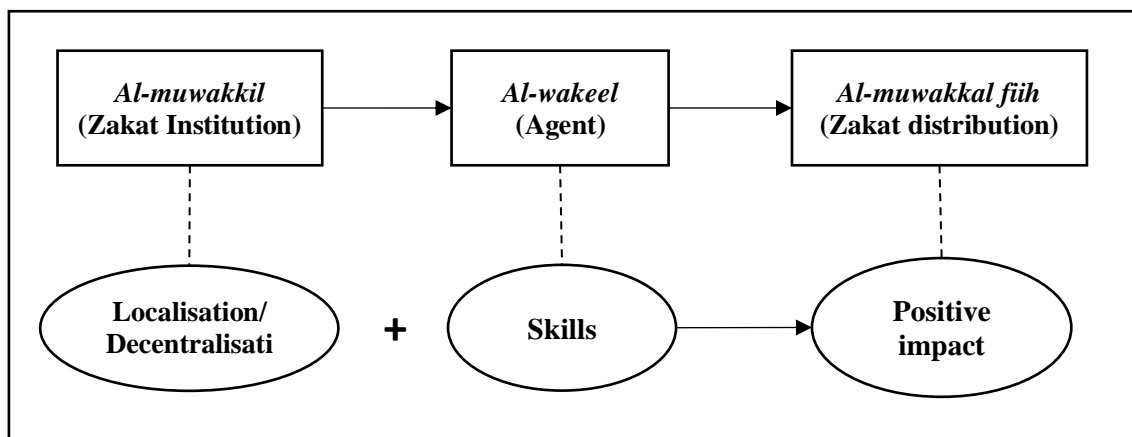 Al-muwakkil
(Zakat Institution)
Al-wakeel
(Agent)
Al-muwakkal fiih
(Zakat distribution)
Localisation/
Decentralisati
+
Skills
Positive
impact